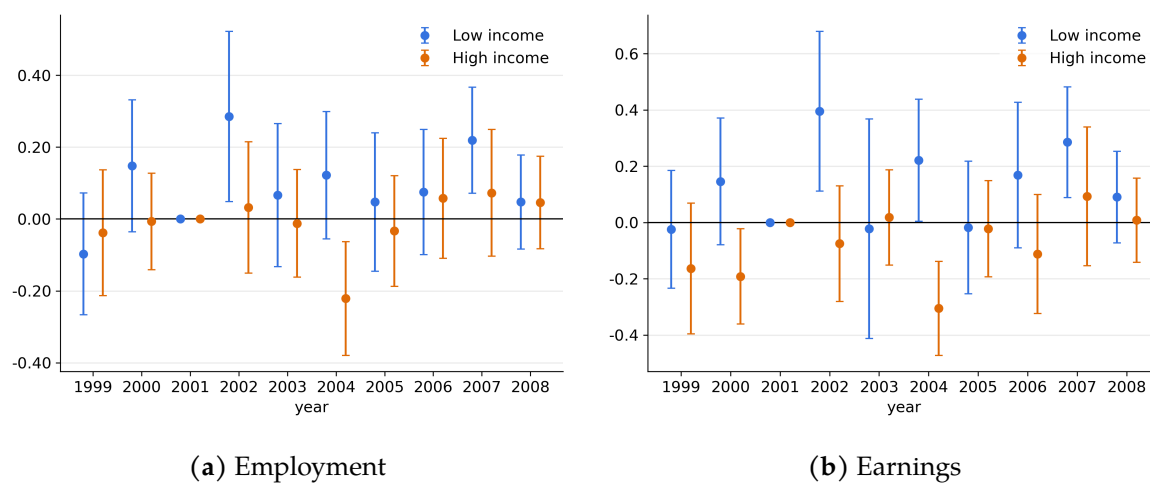 Low income
High income
0.40
0.20
0.00
-0.20
-0.40
1999 2000 2001 2002 2003 2004 2005 2006 2007 2008
year
(a) Employment
Low income
High income
0.6
0.4
0.2
0.0
-0.2
-0.4
1999 2000 2001 2002 2003 2004 2005 2006 2007 2008
year
(b) Earnings